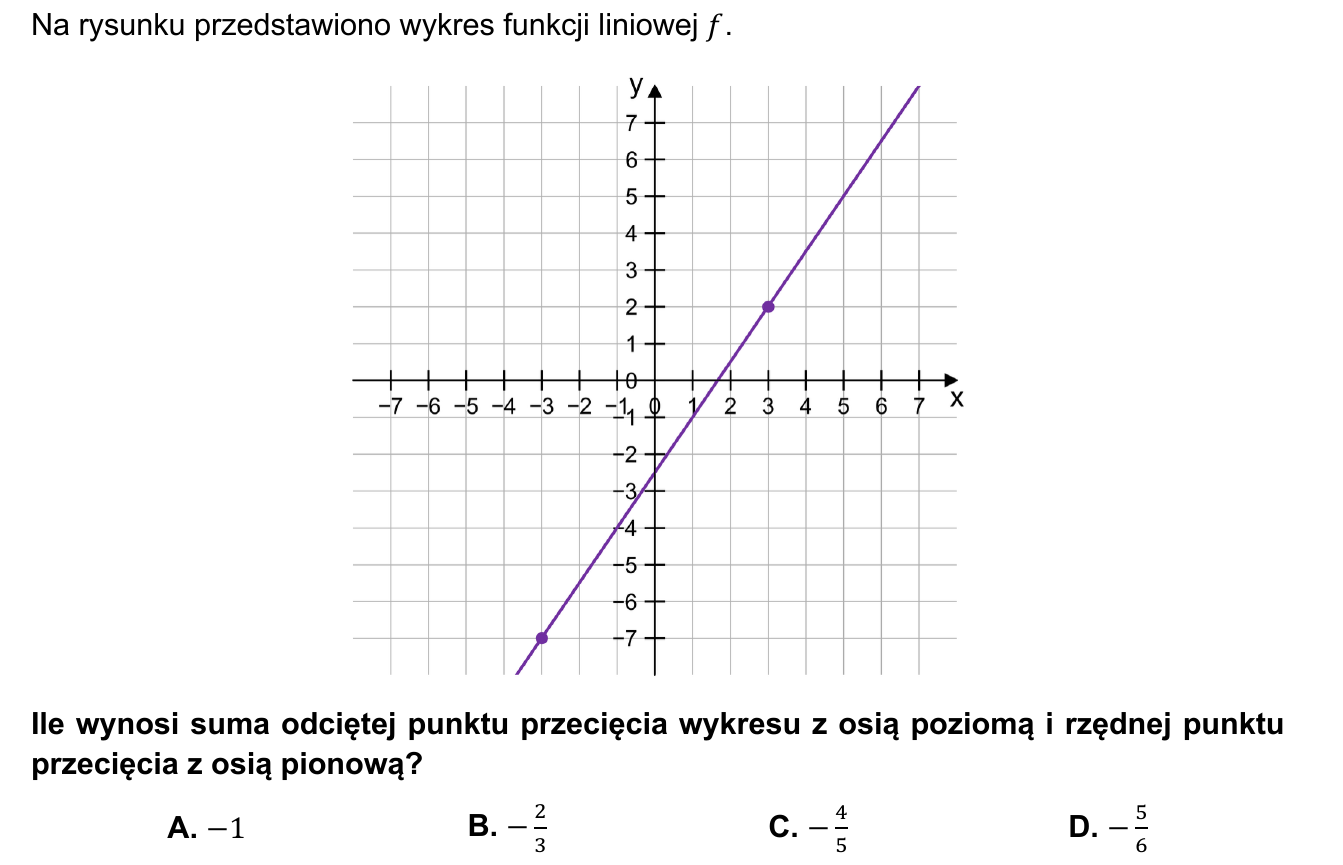 Na rysunku przedstawiono wykres funkcji liniowej f.
y
7
6
5
4
3
2
1
0
−7 −6 −5 −4 −3 −2 −1 0 1 2 3 4 5 6 7 x
−1
−2
−3
−4
−5
−6
−7
Ile wynosi suma odciętej punktu przecięcia wykresu z osią poziomą i rzędnej punktu
przecięcia z osią pionową?
A. −1 B. −2/3 C. −4/5 D. −5/6